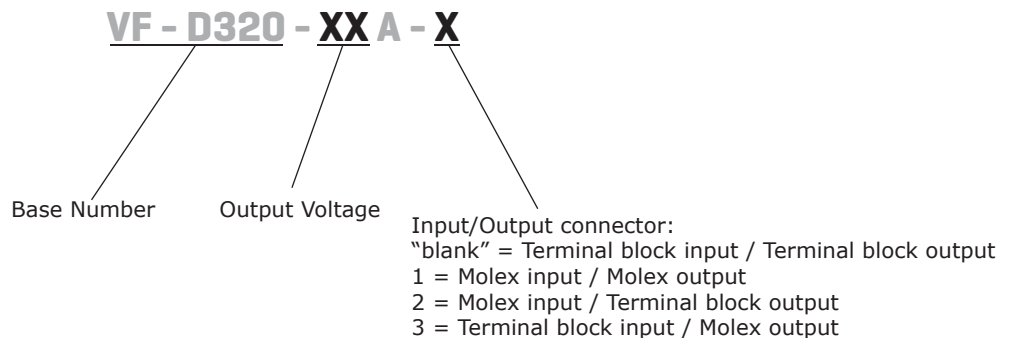 VF - D320 - XX A - X
Base Number
Output Voltage
Input/Output connector:
“blank” = Terminal block input / Terminal block output
1 = Molex input / Molex output
2 = Molex input / Terminal block output
3 = Terminal block input / Molex output